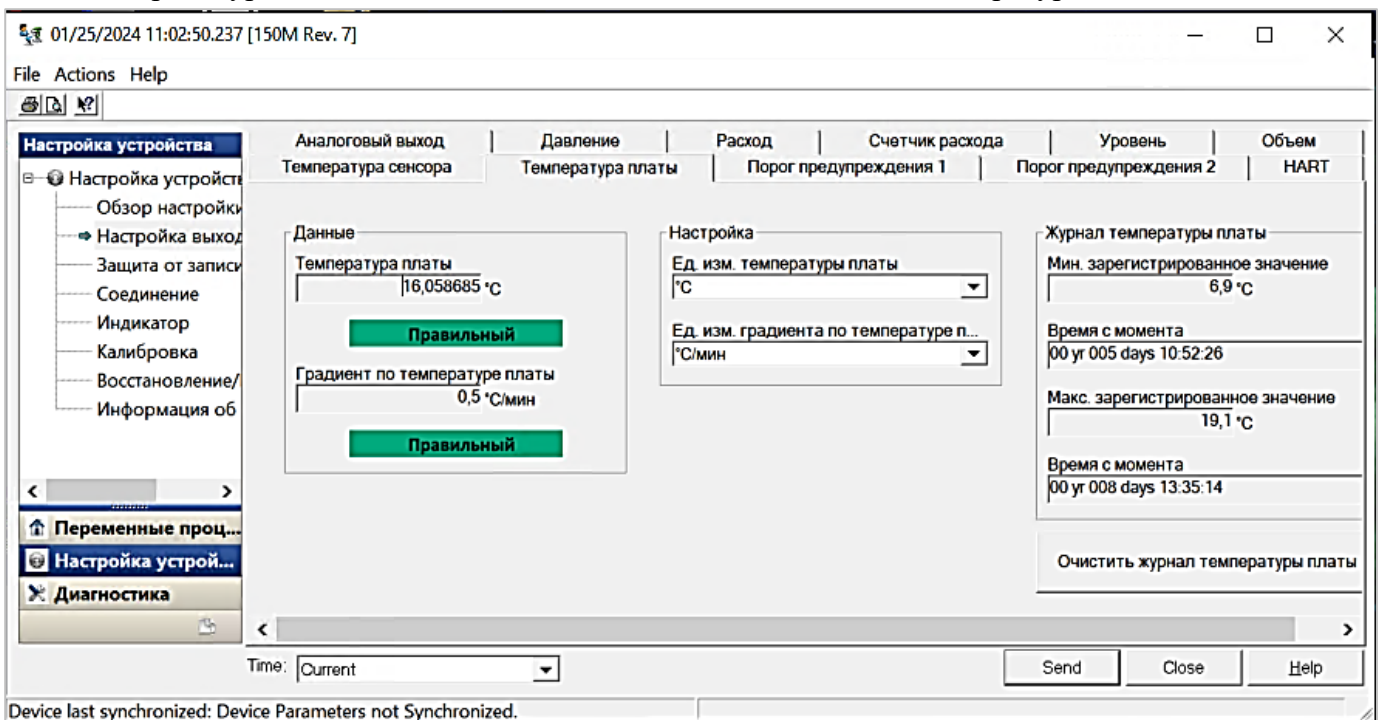 01/25/2024 11:02:50.237 [150M Rev. 7]
File Actions Help
Настройка устройства
Настройка устройств
Обзор настройки
Настройка выход
Защита от записи
Соединение
Индикатор
Калибровка
Восстановление/
Информация об
Переменные проц...
Настройка устрой...
Диагностика
Аналоговый выход Давление Расход Счетчик расхода Уровень Объем
Температура сенсора Температура платы Порог предупреждения 1 Порог предупреждения 2 HART
Данные
Температура платы
16,058685 °C
Правильный
Градиент по температуре платы
0,5 °C/мин
Правильный
Настройка
Ед. изм. температуры платы
°C
Ед. изм. градиента по температуре п...
°C/мин
Журнал температуры платы
Мин. зарегистрированное значение
6,9 °C
Время с момента
00 yr 005 days 10:52:26
Макс. зарегистрированное значение
19,1 °C
Время с момента
00 yr 008 days 13:35:14
Очистить журнал температуры платы
Time: Current
Send Close Help
Device last synchronized: Device Parameters not Synchronized.